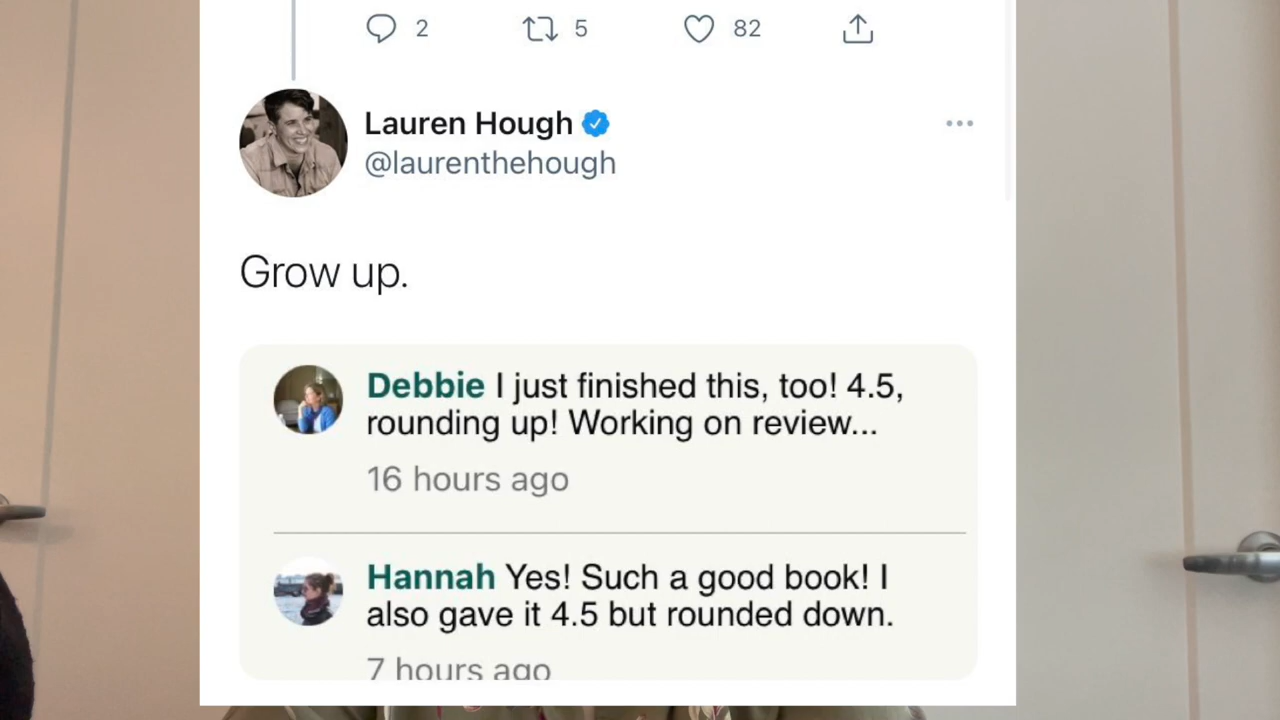 2 5 82
Lauren Hough
@laurenthehough
Grow up.
Debbie I just finished this, too! 4.5,
rounding up! Working on review...
16 hours ago
Hannah Yes! Such a good book! I
also gave it 4.5 but rounded down.
7 hours ago